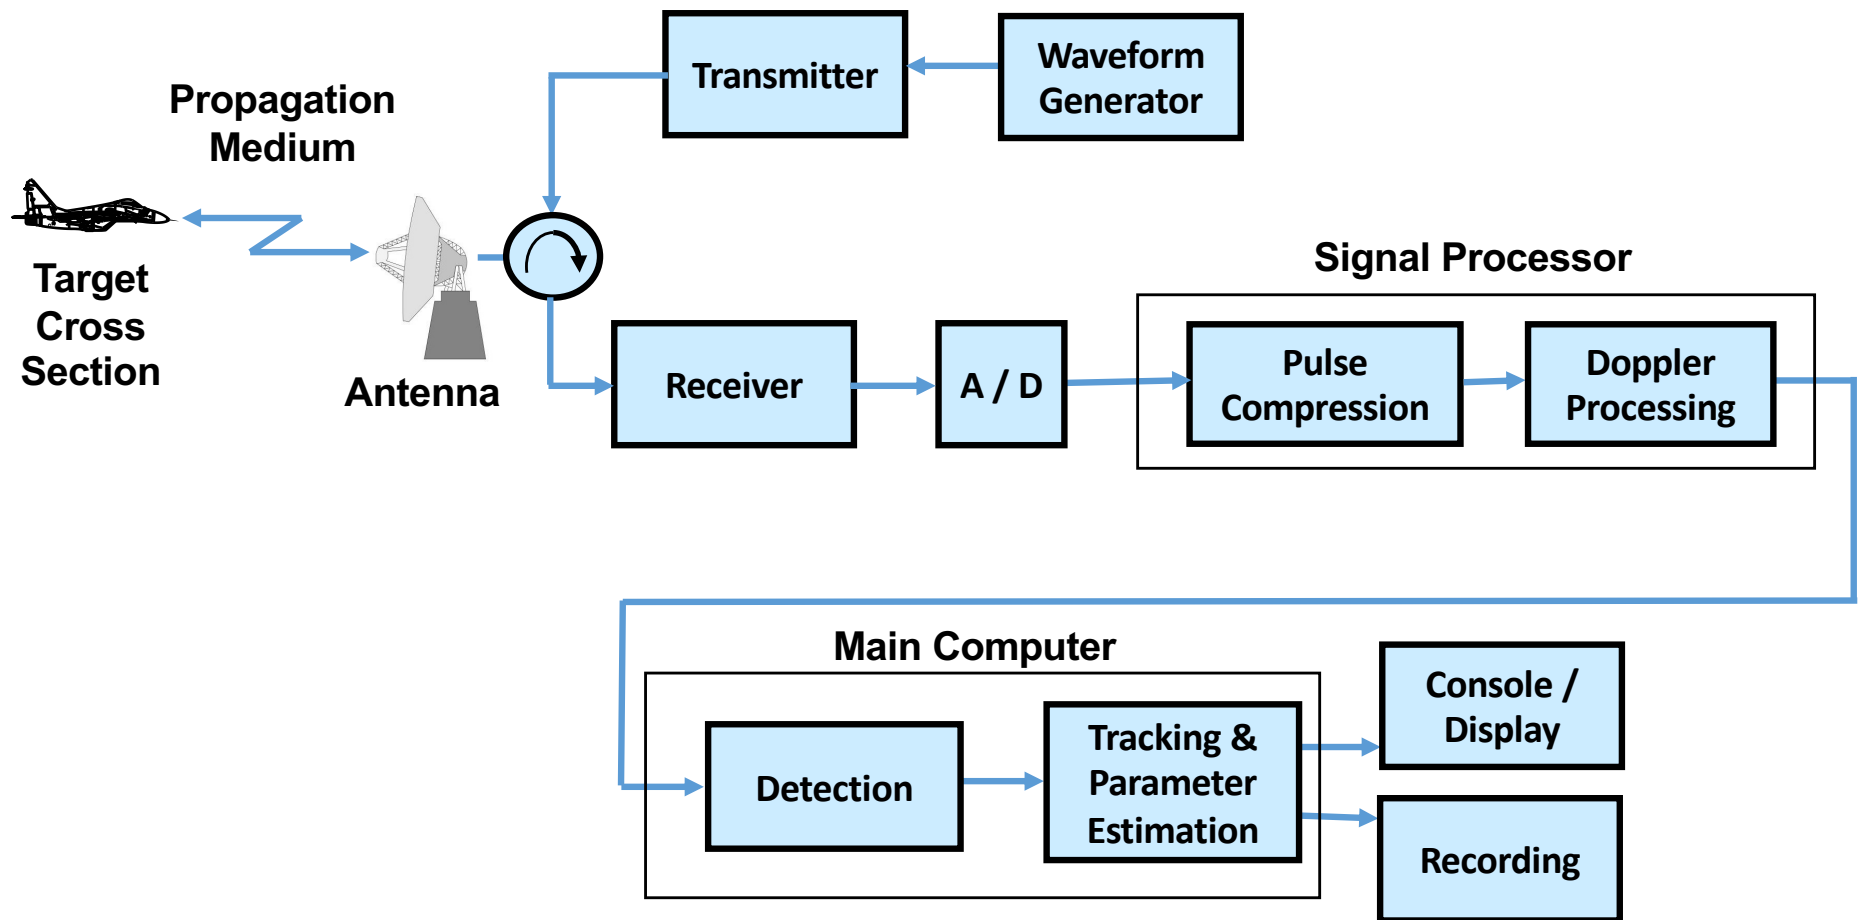 Transmitter
Waveform
Generator
Propagation
Medium
Target
Cross
Section
Antenna
Signal Processor
Receiver
A / D
Pulse
Compression
Doppler
Processing
Main Computer
Detection
Tracking &
Parameter
Estimation
Console /
Display
Recording